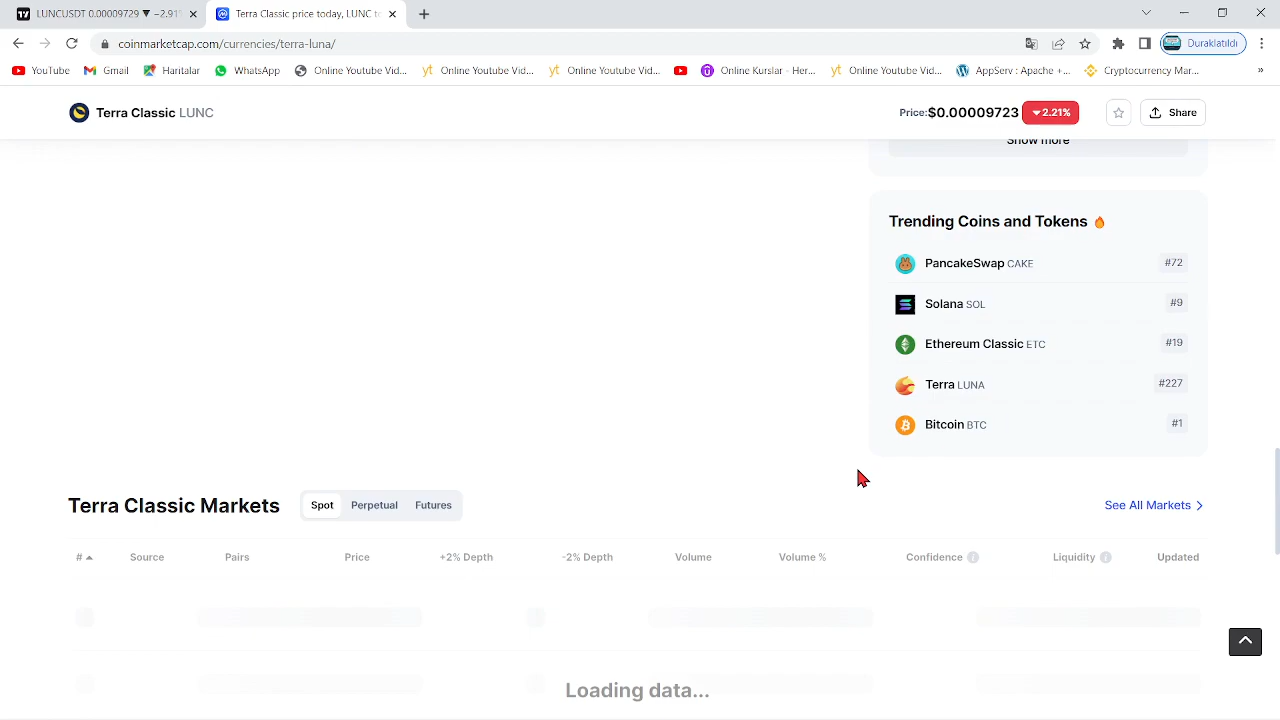 LUNCUSDT 0.00009729 ▼ −2.91%
Terra Classic price today, LUNC to
coinmarketcap.com/currencies/terra-luna/
Duraklatıldı
YouTube
Gmail
Haritalar
WhatsApp
Online Youtube Vid...
Online Youtube Vid...
Online Youtube Vid...
Online Kurslar - Her...
Online Youtube Vid...
AppServ : Apache +...
Cryptocurrency Mar...
»
Terra Classic LUNC
Price:$0.00009723 ▼2.21%
Share
Show more
Trending Coins and Tokens 🔥
PancakeSwap CAKE #72
Solana SOL #9
Ethereum Classic ETC #19
Terra LUNA #227
Bitcoin BTC #1
Terra Classic Markets
Spot Perpetual Futures
See All Markets
# Source Pairs Price +2% Depth -2% Depth Volume Volume % Confidence Liquidity Updated
Loading data...